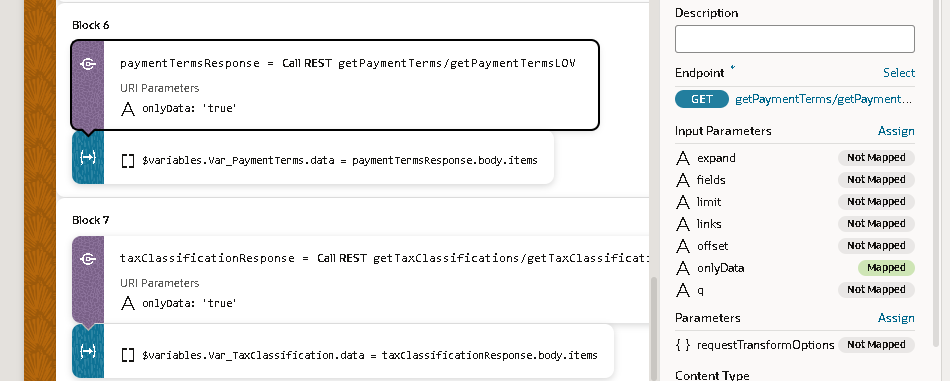 Block 6
paymentTermsResponse = Call REST getPaymentTerms/getPaymentTermsLOV
URI Parameters
onlyData: 'true'
$variables.Var_PaymentTerms.data = paymentTermsResponse.body.items
Block 7
taxClassificationResponse = Call REST getTaxClassifications/getTaxClassificati
URI Parameters
onlyData: 'true'
$variables.Var_TaxClassification.data = taxClassificationResponse.body.items
Description
Endpoint * Select
GET getPaymentTerms/getPayment...
Input Parameters Assign
expand Not Mapped
fields Not Mapped
limit Not Mapped
links Not Mapped
offset Not Mapped
onlyData Mapped
q Not Mapped
Parameters Assign
{ } requestTransformOptions Not Mapped
Content Type